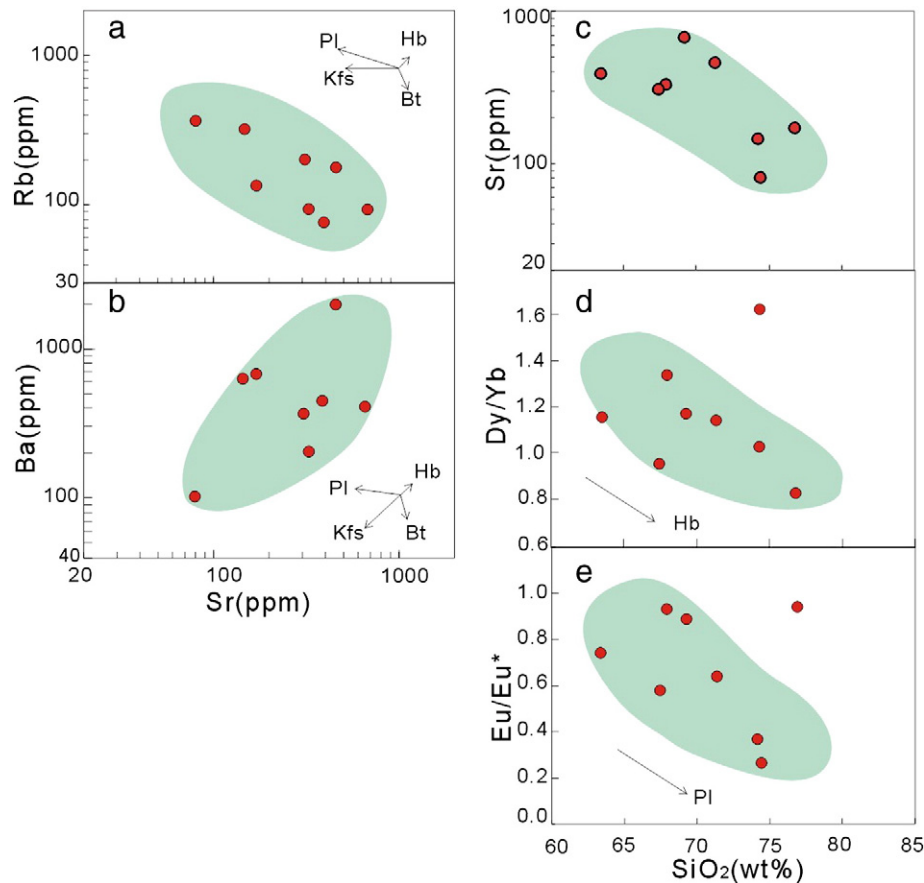 a
Rb(ppm)
1000
100
30
Pl
Hb
Kfs
Bt
b
Ba(ppm)
1000
100
40
Pl
Hb
Kfs
Bt
20
100
1000
Sr(ppm)
c
Sr(ppm)
1000
100
20
d
Dy/Yb
1.6
1.4
1.2
1.0
0.8
0.6
Hb
e
Eu/Eu*
1.0
0.8
0.6
0.4
0.2
0.0
Pl
60
65
70
75
80
85
SiO₂(wt%)